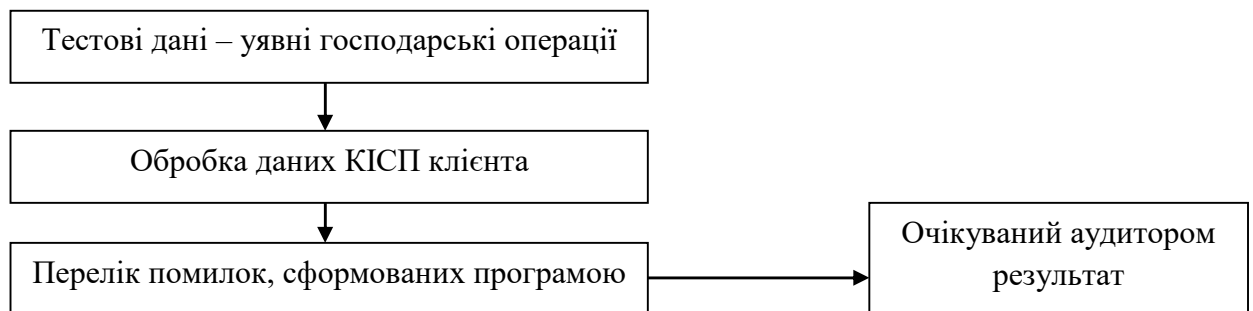 Тестові дані – уявні господарські операції
Обробка даних КІСП клієнта
Перелік помилок, сформованих програмою
Очікуваний аудитором
результат